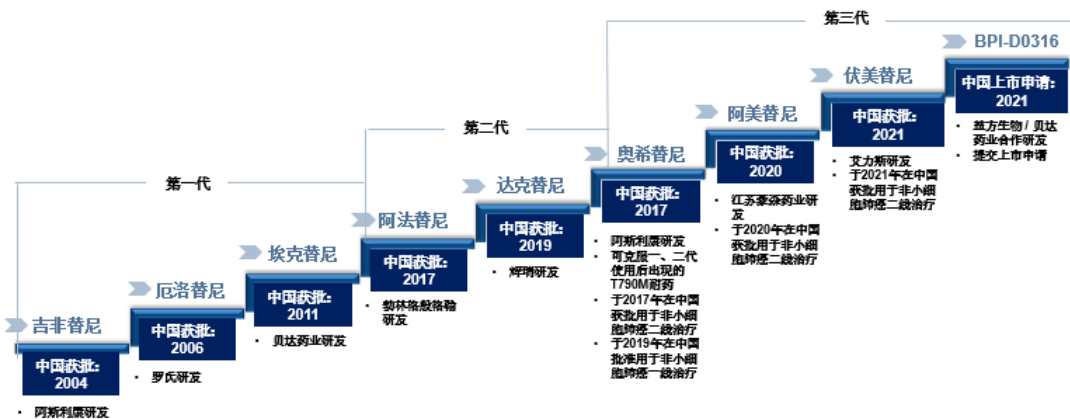 第一代
吉非替尼
中国获批：
2004
• 阿斯利康研发
厄洛替尼
中国获批：
2006
• 罗氏研发
埃克替尼
中国获批：
2011
• 贝达药业研发
第二代
阿法替尼
中国获批：
2017
• 勃林格殷格翰
研发
达克替尼
中国获批：
2019
• 辉瑞研发
第三代
奥希替尼
中国获批：
2017
• 阿斯利康研发
• 可克服一、二代
使用后出现的
T790M耐药
• 于2017年在中国
获批用于非小细
胞肺癌二线治疗
• 于2019年在中国
批准用于非小细
胞肺癌一线治疗
阿美替尼
中国获批：
2020
• 江苏豪森药业研
发
• 于2020年在中国
获批用于非小细
胞肺癌二线治疗
伏美替尼
中国获批：
2021
• 艾力斯研发
• 于2021年在中国
获批用于非小细
胞肺癌二线治疗
BPI-D0316
中国上市申请：
2021
• 益方生物 / 贝达
药业合作研发
• 提交上市申请